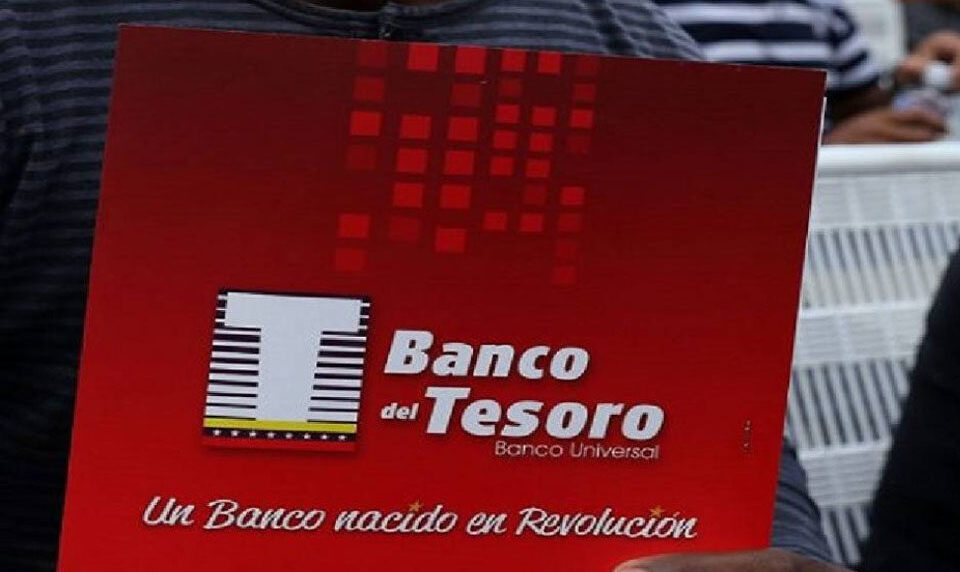 T
Banco
del Tesoro
Banco Universal
Un Banco nacido en Revolución